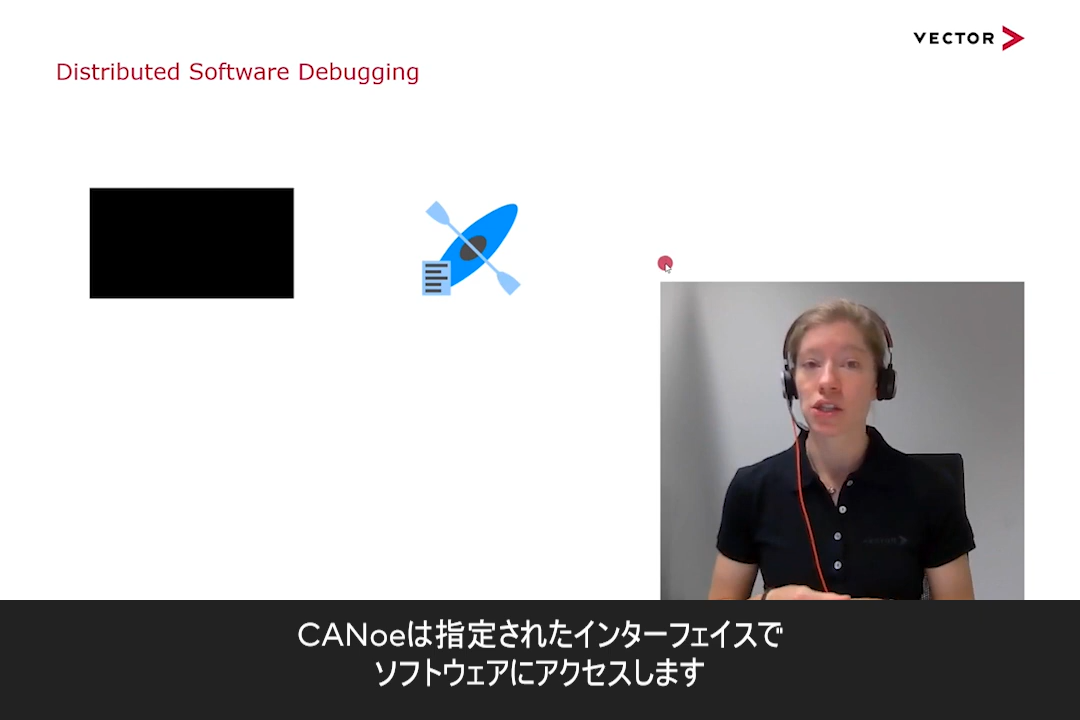 VECTOR
Distributed Software Debugging
VECTOR
CANoeは指定されたインターフェイスで
ソフトウェアにアクセスします